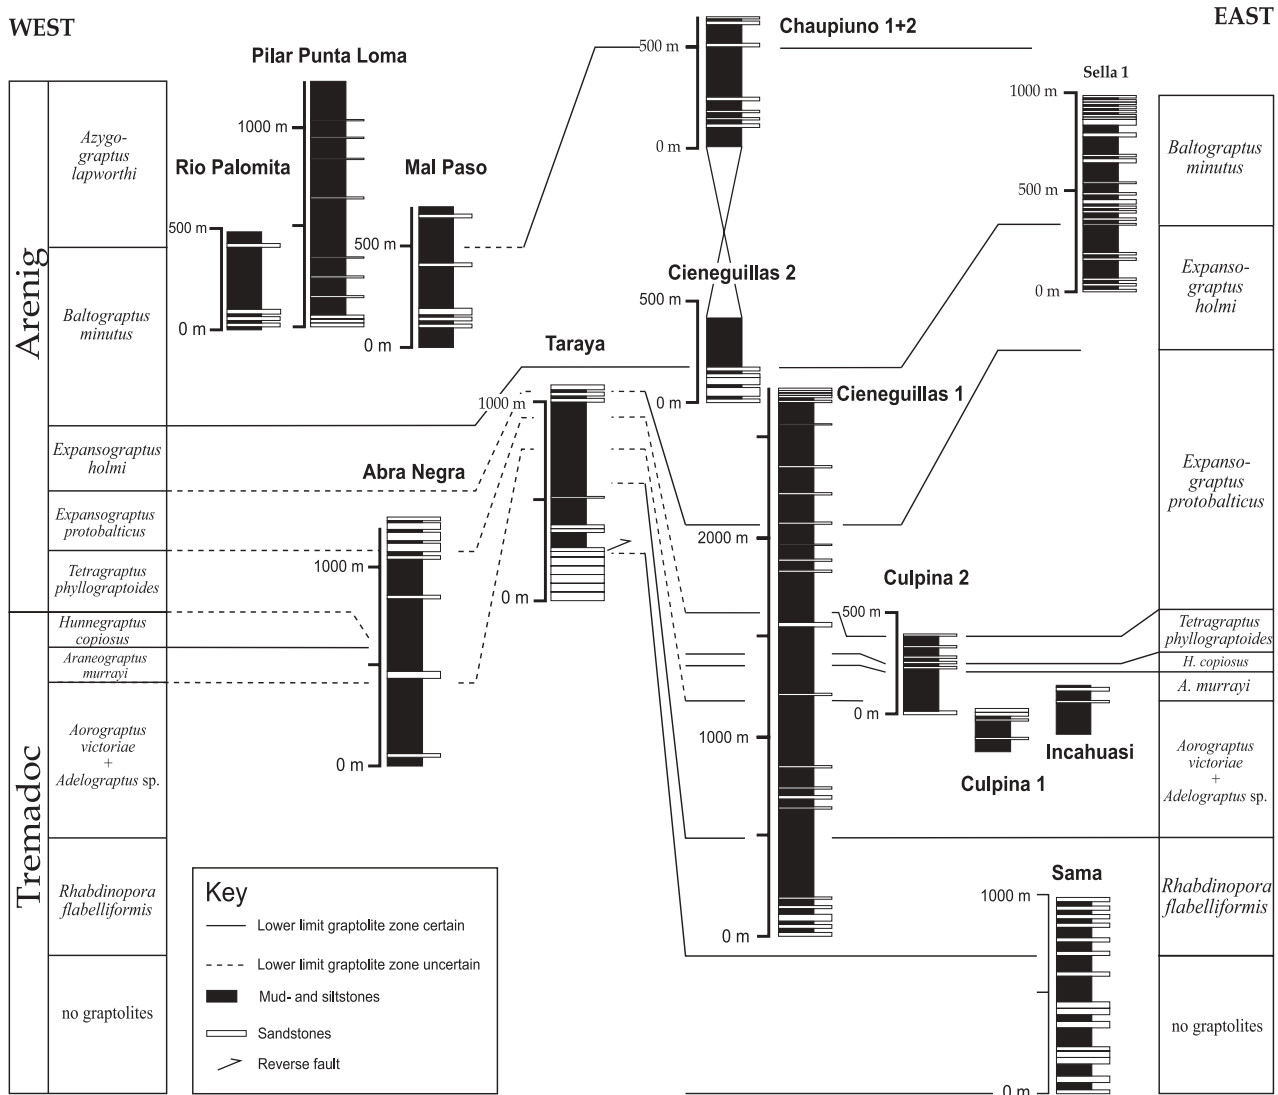 WEST
EAST
Chaupiuno 1+2
500 m
0 m
Pilar Punta Loma
1000 m
Sella 1
1000 m
500 m
0 m
Rio Palomita
500 m
0 m
Mal Paso
500 m
0 m
Arenig
Azygo-
graptus
lapworthi
Baltograptus
minutus
Expansograptus
holmi
Expansograptus
protobalticus
Tetragraptus
phyllograptoides
Tremadoc
Hunnegraptus
copiosus
Araneograptus
murrayi
Aorograptus
victoriae
+
Adelograptus sp.
Rhabdinopora
flabelliformis
no graptolites
Cieneguillas 2
500 m
0 m
Taraya
1000 m
0 m
Cieneguillas 1
2000 m
1000 m
0 m
Abra Negra
1000 m
0 m
Culpina 2
500 m
0 m
Culpina 1
Incahuasi
Sama
1000 m
0 m
Baltograptus
minutus
Expanso-
graptus
holmi
Expanso-
graptus
protobalticus
Tetragraptus
phyllograptoides
H. copiosus
A. murrayi
Aorograptus
victoriae
+
Adelograptus sp.
Rhabdinopora
flabelliformis
no graptolites
Key
Lower limit graptolite zone certain
Lower limit graptolite zone uncertain
Mud- and siltstones
Sandstones
Reverse fault